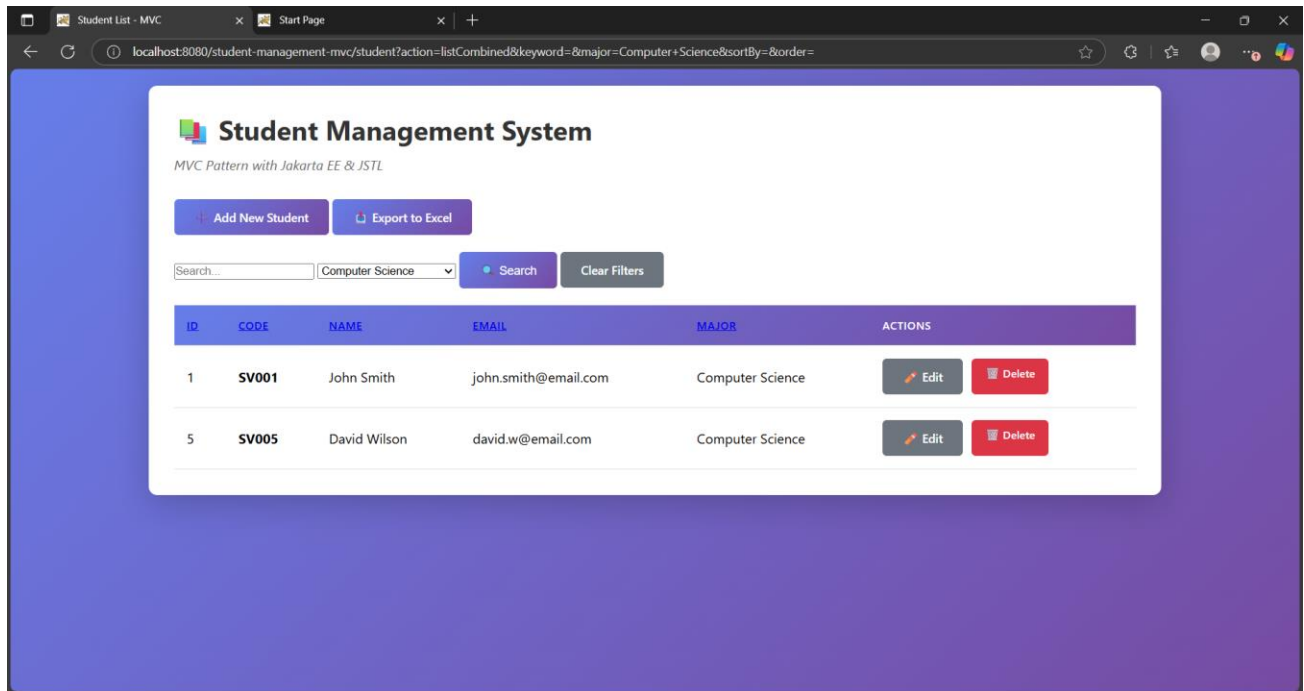 Student List - MVC
Start Page
localhost:8080/student-management-mvc/student?action=listCombined&keyword=&major=Computer+Science&sortBy=&order=
Student Management System
MVC Pattern with Jakarta EE & JSTL
Add New Student Export to Excel
Search... Computer Science Search Clear Filters
ID CODE NAME EMAIL MAJOR ACTIONS
1 SV001 John Smith john.smith@email.com Computer Science Edit Delete
5 SV005 David Wilson david.w@email.com Computer Science Edit Delete